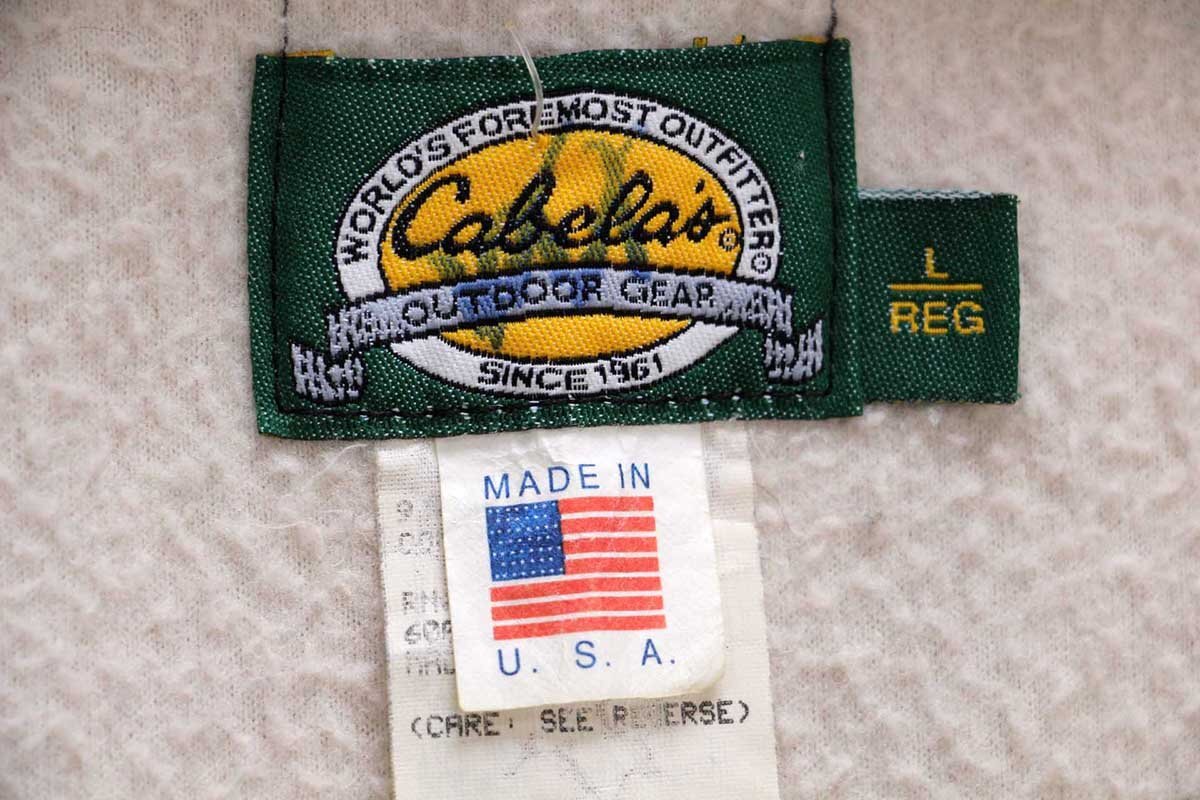 WORLD'S FOREMOST OUTFITTER®
Cabela's®
OUTDOOR GEAR
SINCE 1961
L
REG
MADE IN
U. S. A.
(CARE: SEE REVERSE)